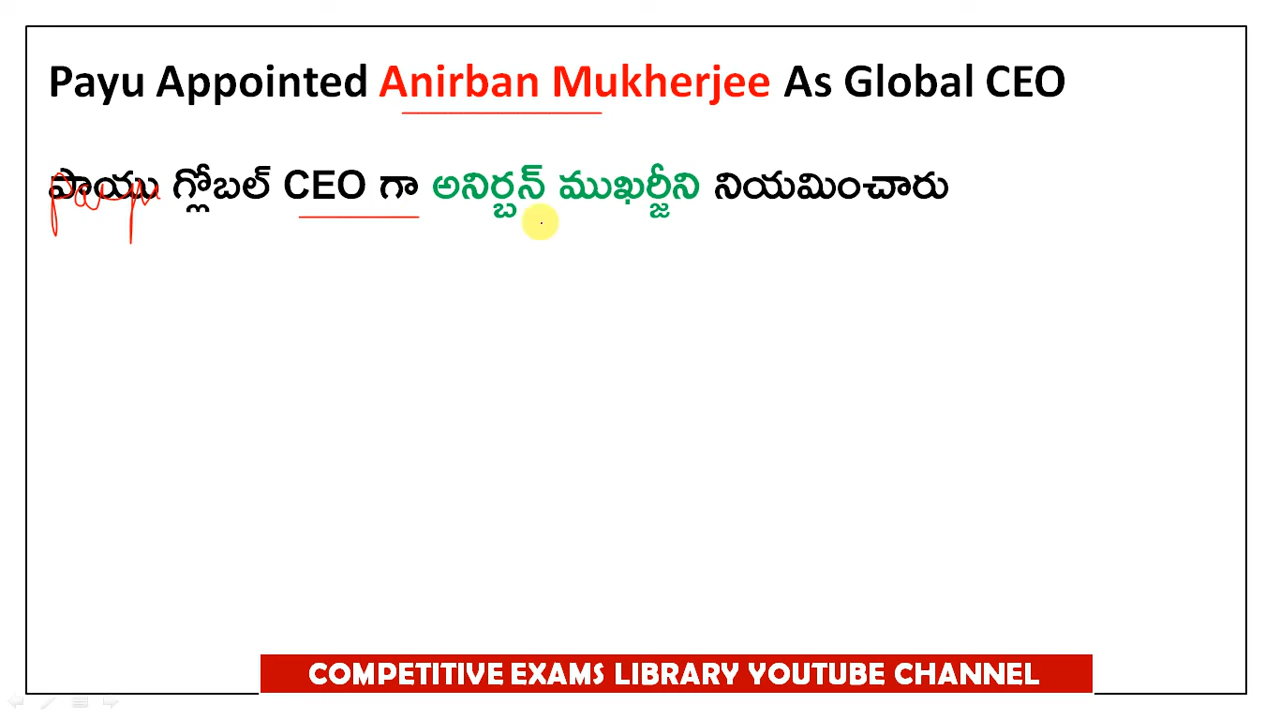 Payu Appointed Anirban Mukherjee As Global CEO
పాయు గ్లోబల్ CEO గా అనిర్బన్ ముఖర్జీని నియమించారు
Payu
COMPETITIVE EXAMS LIBRARY YOUTUBE CHANNEL